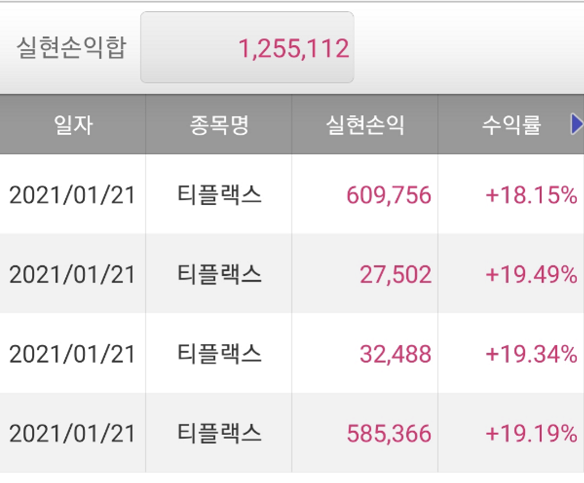 실현손익합 1,255,112
일자 종목명 실현손익 수익률
2021/01/21 티플랙스 609,756 +18.15%
2021/01/21 티플랙스 27,502 +19.49%
2021/01/21 티플랙스 32,488 +19.34%
2021/01/21 티플랙스 585,366 +19.19%